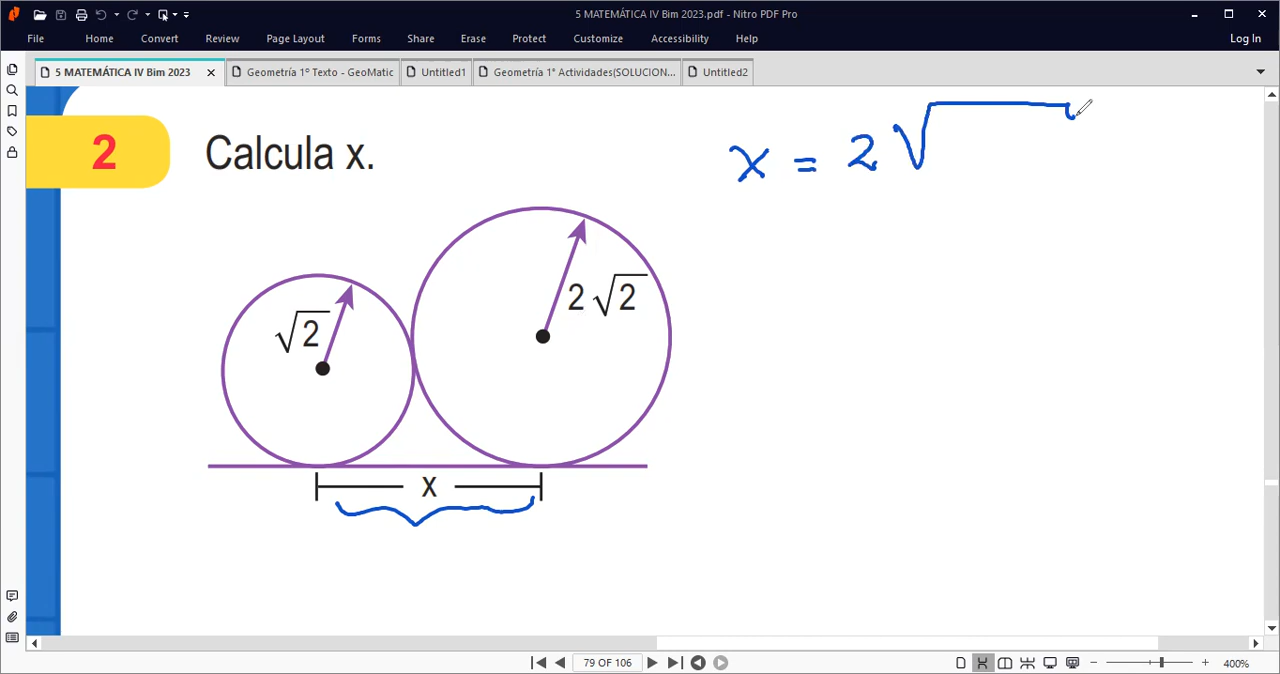 5 MATEMÁTICA IV Bim 2023.pdf - Nitro PDF Pro
File Home Convert Review Page Layout Forms Share Erase Protect Customize Accessibility Help Log In
5 MATEMÁTICA IV Bim 2023 Geometría 1º Texto - GeoMatic Untitled1 Geometría 1° Actividades(SOLUCION... Untitled2
2 Calcula x.
x = 2√
√2
2√2
x
79 OF 106
400%